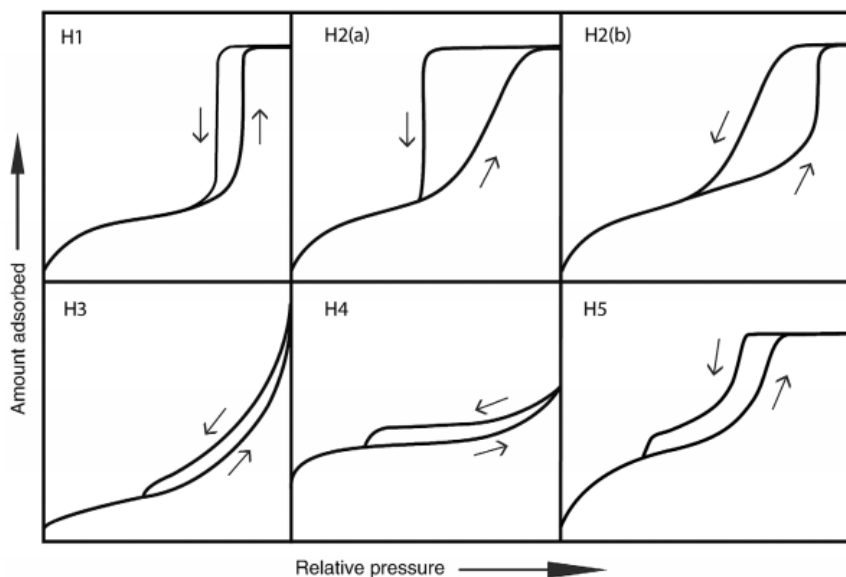 H1
H2(a)
H2(b)
H3
H4
H5
Amount adsorbed
Relative pressure